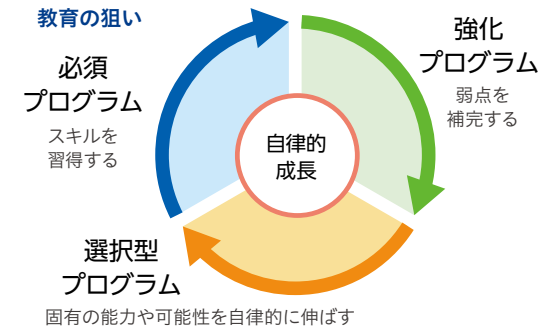 教育の狙い
必須
プログラム
スキルを
習得する
強化
プログラム
弱点を
補完する
自律的
成長
選択型
プログラム
固有の能力や可能性を自律的に伸ばす